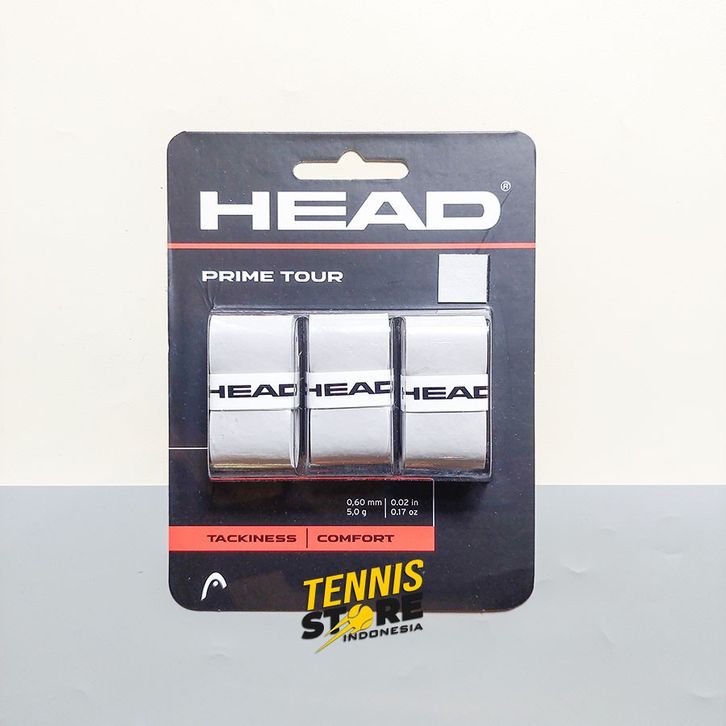 HEAD®
PRIME TOUR
HEAD HEAD HEAD
0,60 mm | 0.02 in
5,0 g | 0.17 oz
TACKINESS | COMFORT
TENNIS
STORE
INDONESIA